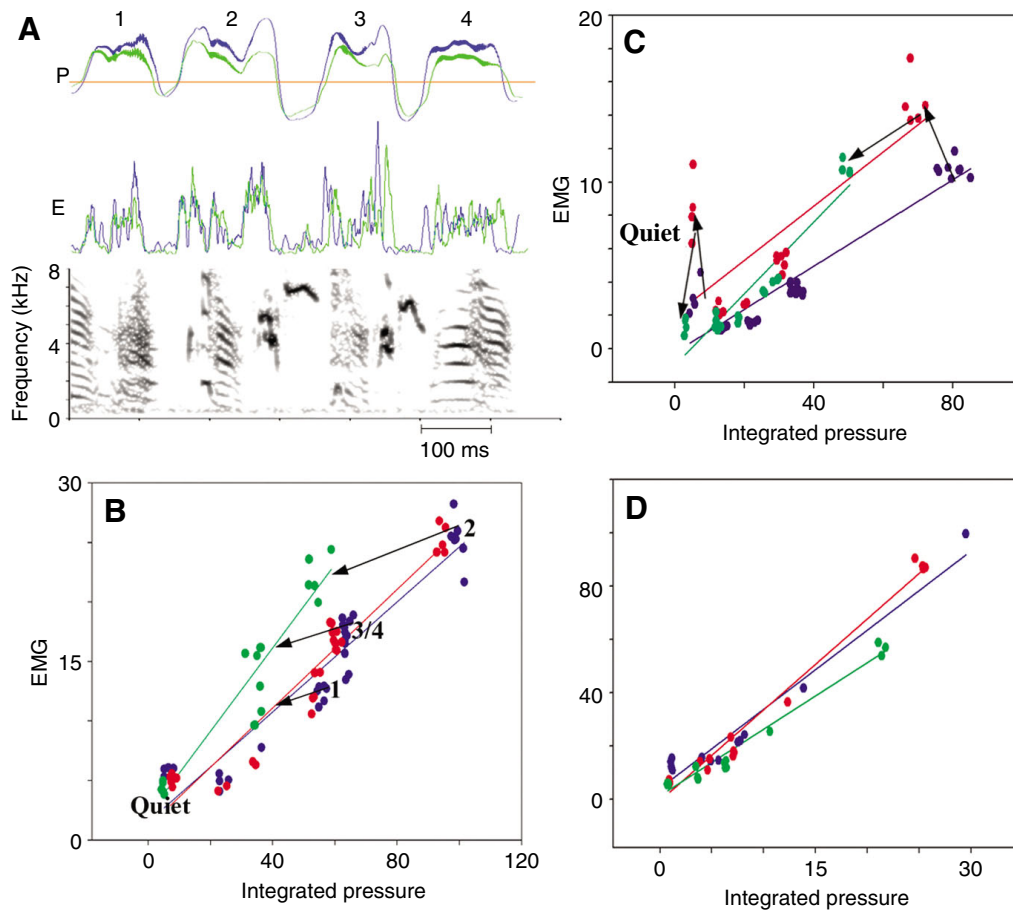 A
1 2 3 4
P
E
Frequency (kHz)
8
4
0
100 ms
B
EMG
30
15
0
2
3/4
1
Quiet
0 40 80 120
Integrated pressure
C
EMG
20
10
0
Quiet
0 40 80
Integrated pressure
D
80
40
0
0 15 30
Integrated pressure